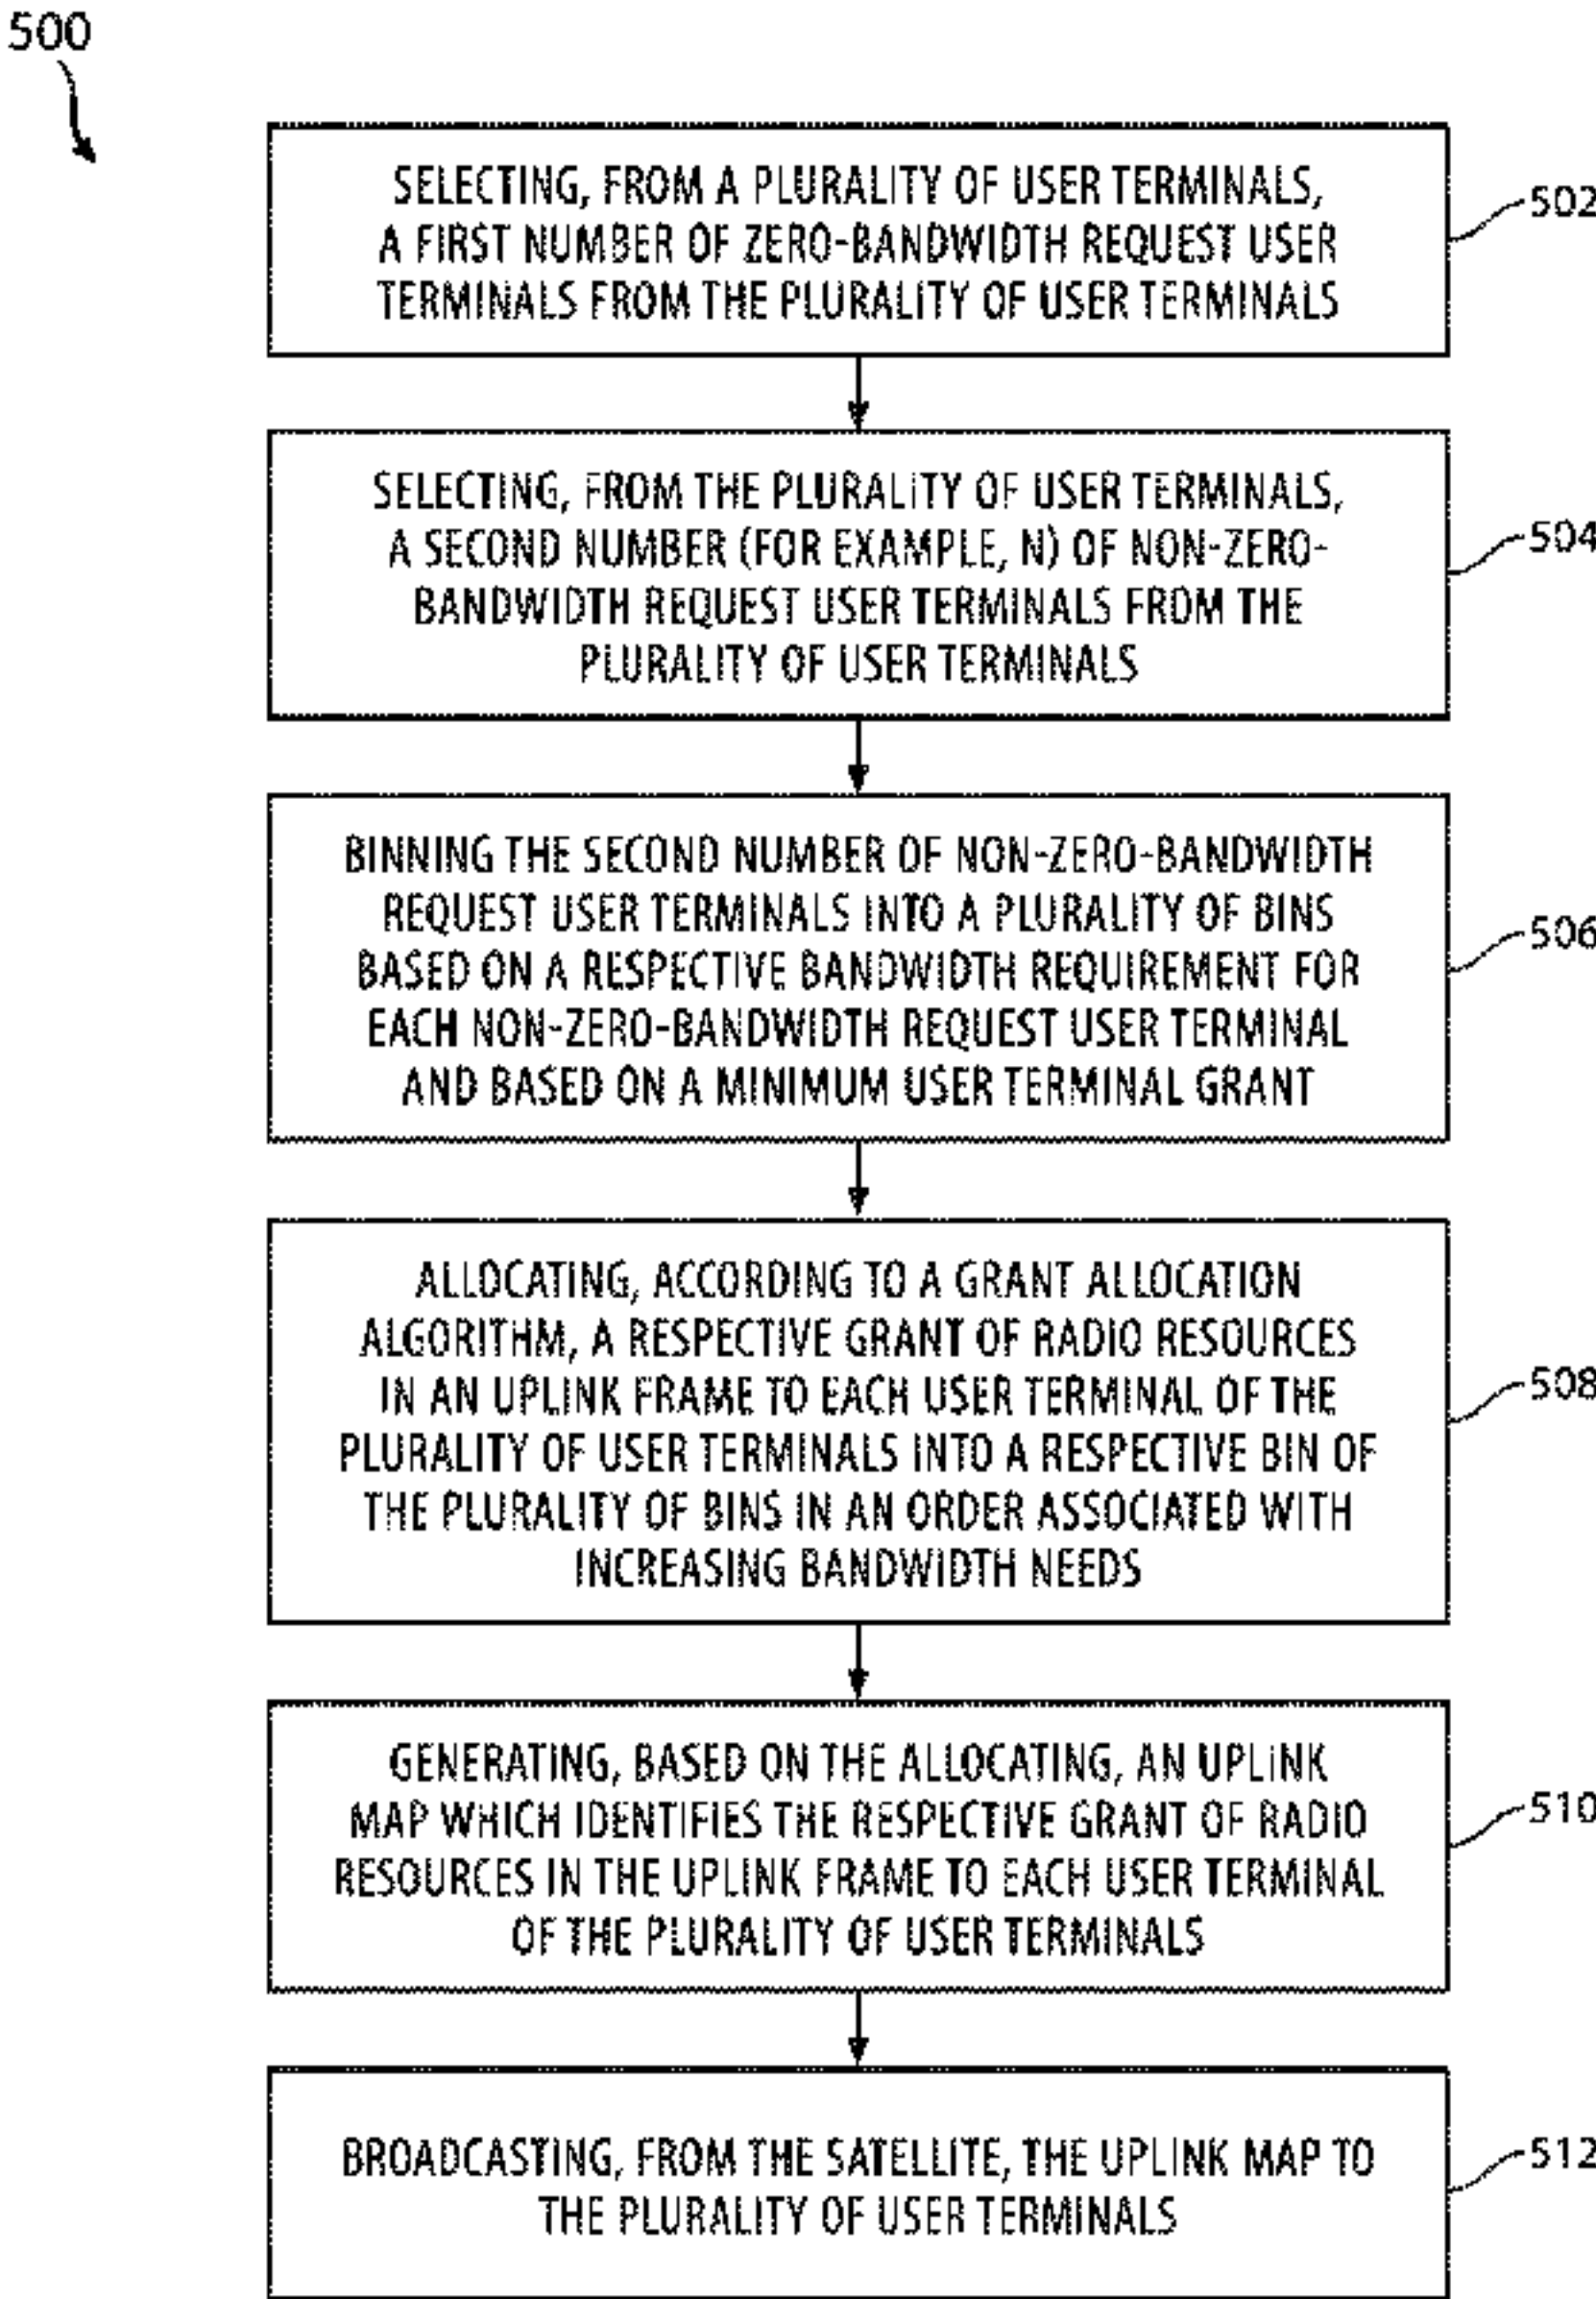 500
SELECTING, FROM A PLURALITY OF USER TERMINALS,
A FIRST NUMBER OF ZERO-BANDWIDTH REQUEST USER
TERMINALS FROM THE PLURALITY OF USER TERMINALS
502
SELECTING, FROM THE PLURALITY OF USER TERMINALS,
A SECOND NUMBER (FOR EXAMPLE, N) OF NON-ZERO-
BANDWIDTH REQUEST USER TERMINALS FROM THE
PLURALITY OF USER TERMINALS
504
BINNING THE SECOND NUMBER OF NON-ZERO-BANDWIDTH
REQUEST USER TERMINALS INTO A PLURALITY OF BINS
BASED ON A RESPECTIVE BANDWIDTH REQUIREMENT FOR
EACH NON-ZERO-BANDWIDTH REQUEST USER TERMINAL
AND BASED ON A MINIMUM USER TERMINAL GRANT
506
ALLOCATING, ACCORDING TO A GRANT ALLOCATION
ALGORITHM, A RESPECTIVE GRANT OF RADIO RESOURCES
IN AN UPLINK FRAME TO EACH USER TERMINAL OF THE
PLURALITY OF USER TERMINALS INTO A RESPECTIVE BIN OF
THE PLURALITY OF BINS IN AN ORDER ASSOCIATED WITH
INCREASING BANDWIDTH NEEDS
508
GENERATING, BASED ON THE ALLOCATING, AN UPLINK
MAP WHICH IDENTIFIES THE RESPECTIVE GRANT OF RADIO
RESOURCES IN THE UPLINK FRAME TO EACH USER TERMINAL
OF THE PLURALITY OF USER TERMINALS
510
BROADCASTING, FROM THE SATELLITE, THE UPLINK MAP TO
THE PLURALITY OF USER TERMINALS
512